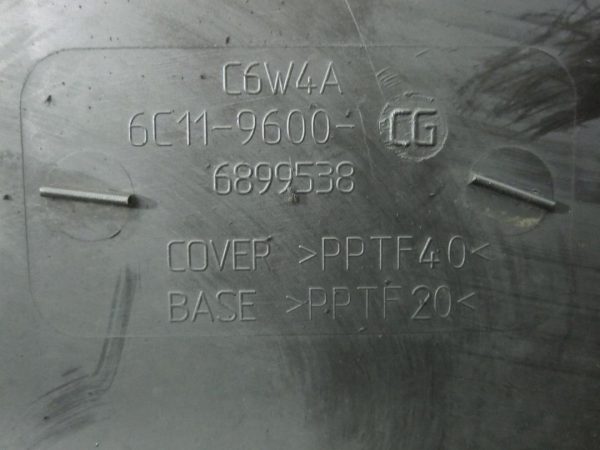 C6W4A
6C11-9600-CG
6899538
COVER >PPTF40<
BASE >PPTF20<